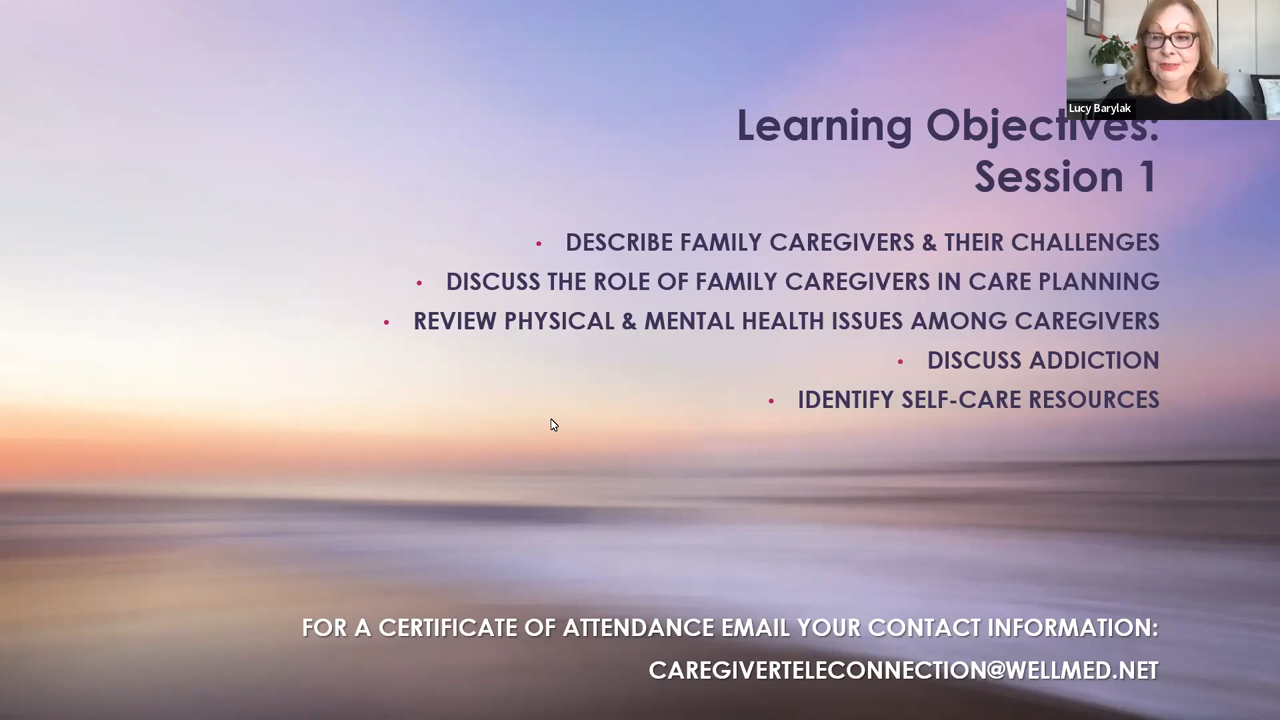 Lucy Barylak
Learning Objectives:
Session 1
• DESCRIBE FAMILY CAREGIVERS & THEIR CHALLENGES
• DISCUSS THE ROLE OF FAMILY CAREGIVERS IN CARE PLANNING
• REVIEW PHYSICAL & MENTAL HEALTH ISSUES AMONG CAREGIVERS
• DISCUSS ADDICTION
• IDENTIFY SELF-CARE RESOURCES
FOR A CERTIFICATE OF ATTENDANCE EMAIL YOUR CONTACT INFORMATION:
CAREGIVERTELECONNECTION@WELLMED.NET